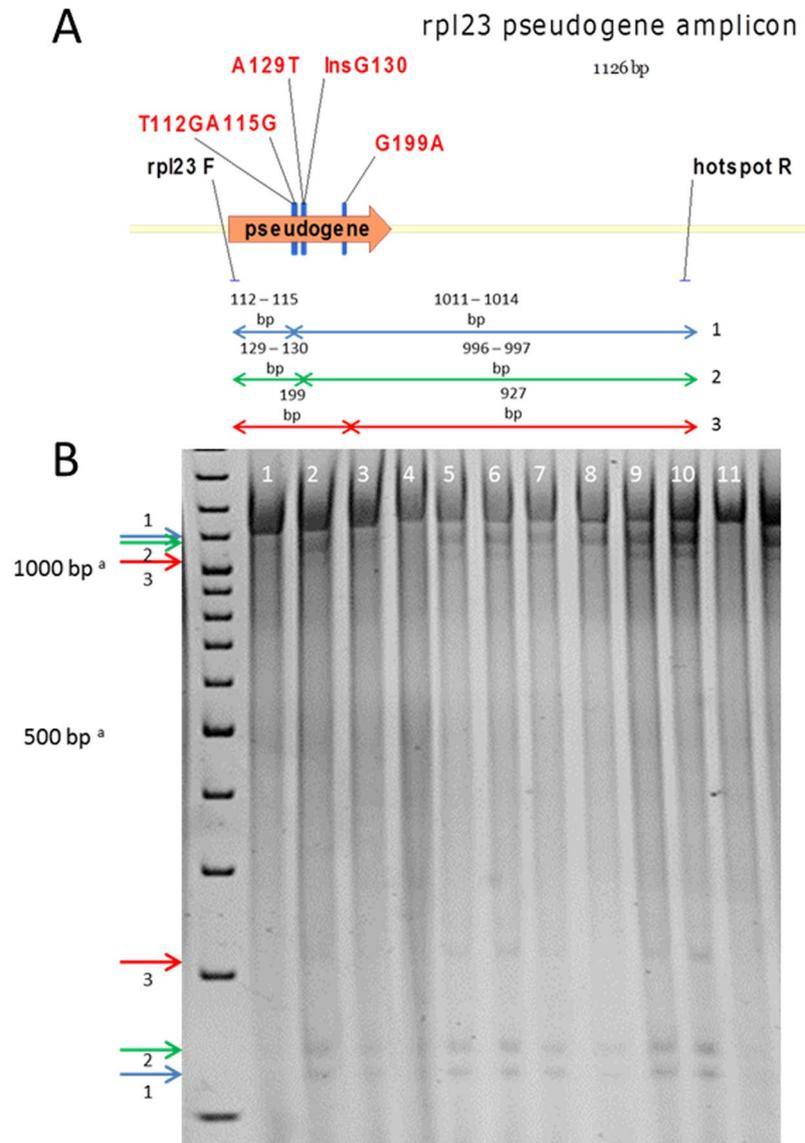 A
rpl23 pseudogene amplicon
1126 bp
A129T InsG130
T112GA115G
G199A
rpl23 F
hotspot R
pseudogene
112 – 115
bp
1011 – 1014
bp
1
129 – 130
bp
996 – 997
bp
2
199
bp
927
bp
3
B
1 2 3 4 5 6 7 8 9 10 11
1
2
3
1000 bp ᵃ
500 bp ᵃ
3
2
1